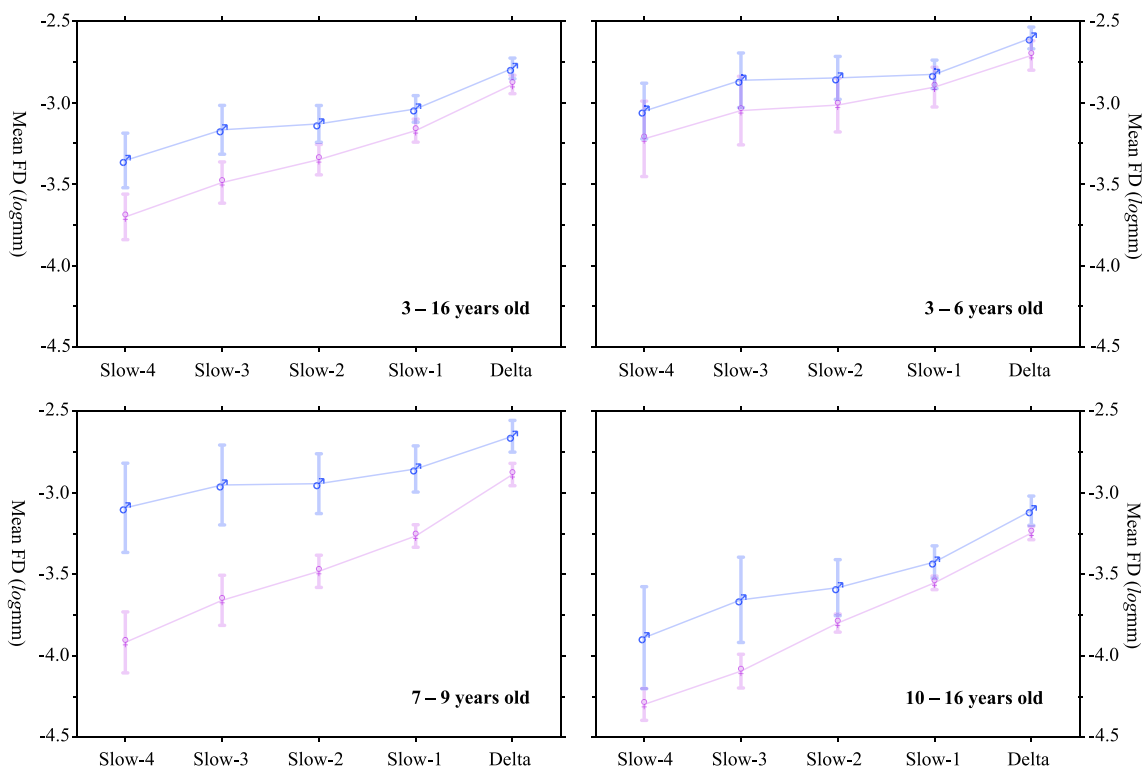 -2.5
-3.0
-3.5
-4.0
-4.5
Mean FD (logmm)
3 – 16 years old
Slow-4 Slow-3 Slow-2 Slow-1 Delta
-2.5
-3.0
-3.5
-4.0
-4.5
Mean FD (logmm)
3 – 6 years old
Slow-4 Slow-3 Slow-2 Slow-1 Delta
-2.5
-3.0
-3.5
-4.0
-4.5
Mean FD (logmm)
7 – 9 years old
Slow-4 Slow-3 Slow-2 Slow-1 Delta
-2.5
-3.0
-3.5
-4.0
-4.5
Mean FD (logmm)
10 – 16 years old
Slow-4 Slow-3 Slow-2 Slow-1 Delta